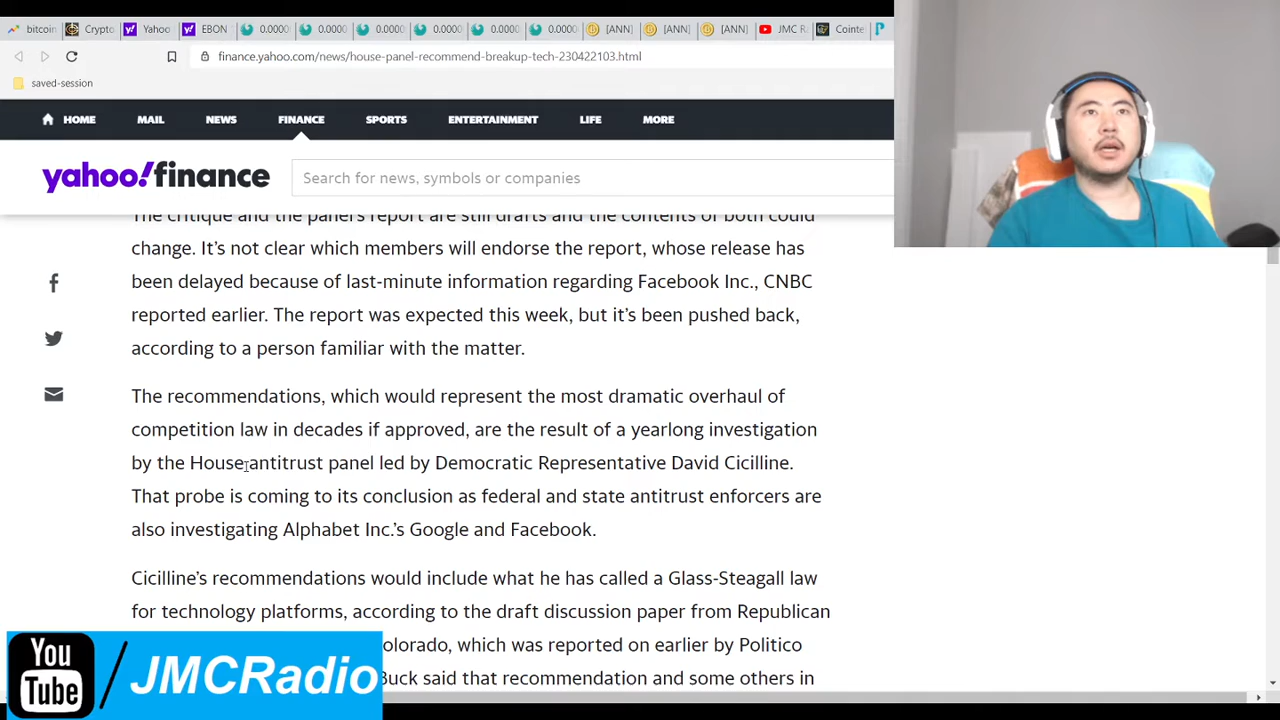 bitcoin Crypto Yahoo EBON 0.0000 0.0000 0.0000 0.0000 0.0000 0.0000 [ANN] [ANN] [ANN] JMC R Cointe
finance.yahoo.com/news/house-panel-recommend-breakup-tech-230422103.html
saved-session
HOME MAIL NEWS FINANCE SPORTS ENTERTAINMENT LIFE MORE
yahoo!finance Search for news, symbols or companies
The critique and the panel's report are still drafts and the contents of both could
change. It's not clear which members will endorse the report, whose release has
been delayed because of last-minute information regarding Facebook Inc., CNBC
reported earlier. The report was expected this week, but it's been pushed back,
according to a person familiar with the matter.
The recommendations, which would represent the most dramatic overhaul of
competition law in decades if approved, are the result of a yearlong investigation
by the House antitrust panel led by Democratic Representative David Cicilline.
That probe is coming to its conclusion as federal and state antitrust enforcers are
also investigating Alphabet Inc.'s Google and Facebook.
Cicilline's recommendations would include what he has called a Glass-Steagall law
for technology platforms, according to the draft discussion paper from Republican
olorado, which was reported on earlier by Politico
Buck said that recommendation and some others in
You
Tube
/JMCRadio